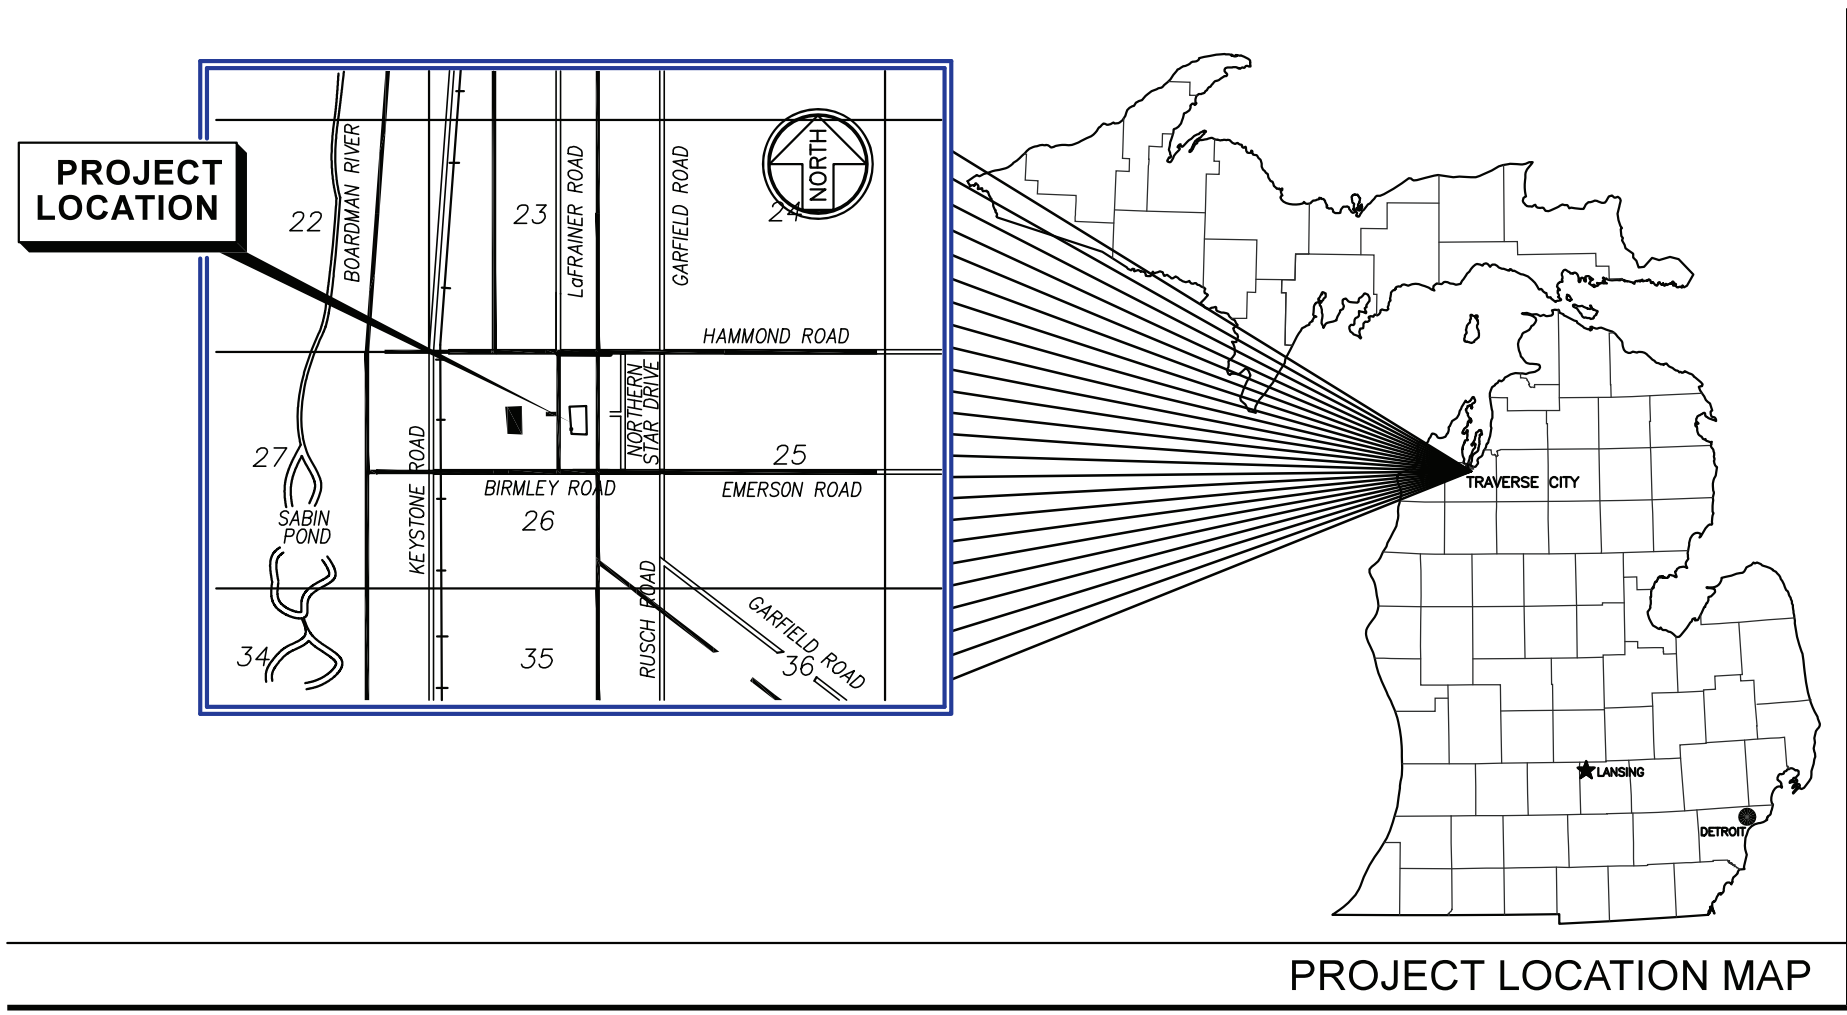 PROJECT
LOCATION
22
BOARDMAN RIVER
23
LaFRAINER ROAD
GARFIELD ROAD
NORTH
24
HAMMOND ROAD
NORTHERN
STAR DRIVE
27
KEYSTONE ROAD
25
BIRMLEY ROAD
EMERSON ROAD
SABIN
POND
26
RUSCH ROAD
GARFIELD ROAD
34
35
36
TRAVERSE CITY
LANSING
DETROIT
PROJECT LOCATION MAP